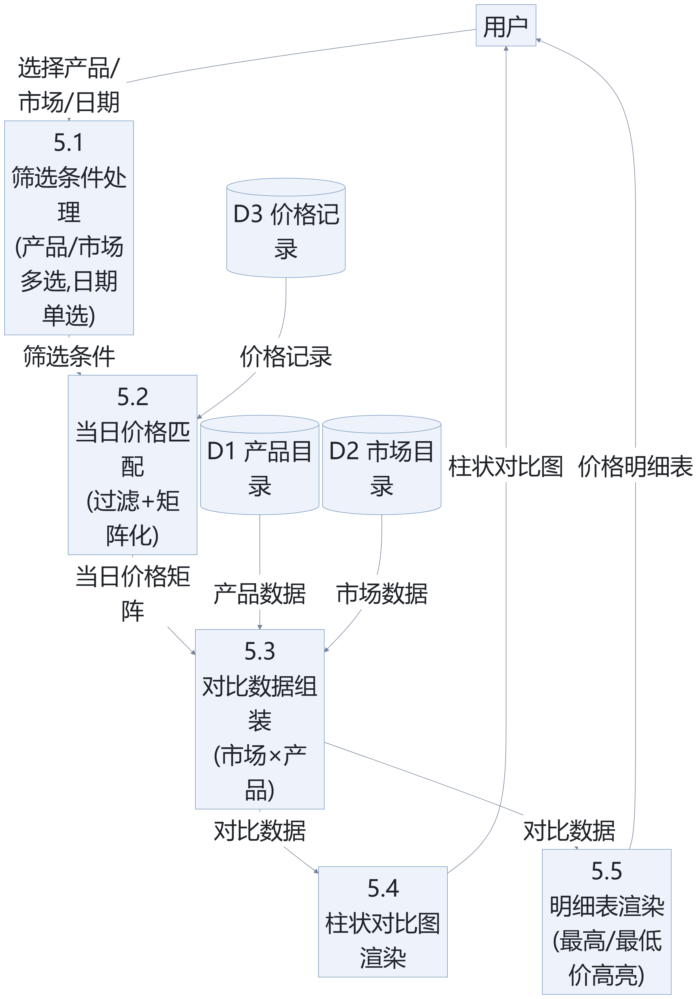 用户
选择产品/
市场/日期
5.1
筛选条件处
理
(产品/市场
多选,日期
单选)
D3 价格记
录
筛选条件
价格记录
5.2
当日价格匹
配
(过滤+矩
阵化)
D1 产品目
录
D2 市场目
录
柱状对比图
价格明细表
当日价格矩
阵
产品数据
市场数据
5.3
对比数据组
装
(市场×产
品)
对比数据
对比数据
5.4
柱状对比图
渲染
5.5
明细表渲染
(最高/最低
价高亮)